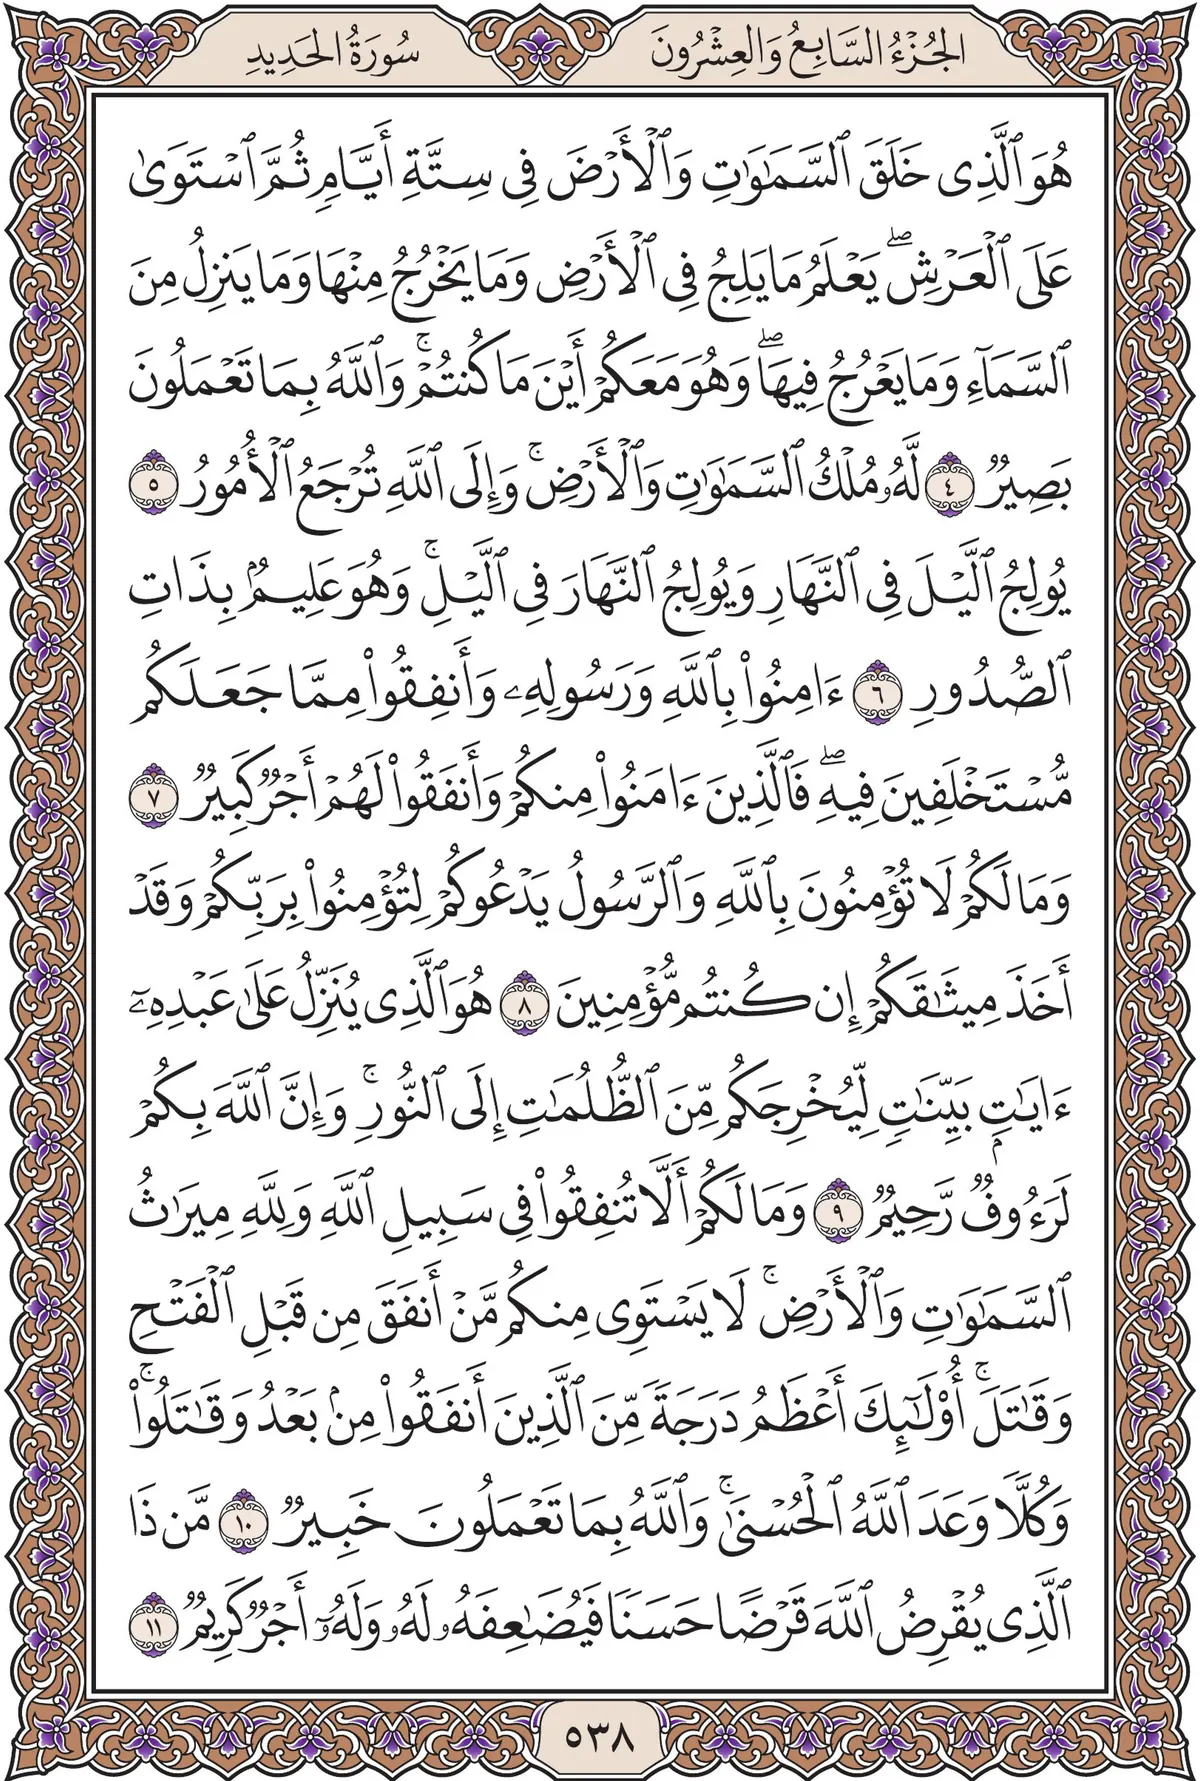 الجُزْءُ السَّابِعُ وَالعِشْرُونَ
سُورَةُ الحَدِيدِ
هُوَ ٱلَّذِى خَلَقَ ٱلسَّمَـٰوَٰتِ وَٱلْأَرْضَ فِى سِتَّةِ أَيَّامٍ ثُمَّ ٱسْتَوَىٰ
عَلَى ٱلْعَرْشِ ۖ يَعْلَمُ مَا يَلِجُ فِى ٱلْأَرْضِ وَمَا يَخْرُجُ مِنْهَا وَمَا يَنزِلُ مِنَ
ٱلسَّمَآءِ وَمَا يَعْرُجُ فِيهَا ۖ وَهُوَ مَعَكُمْ أَيْنَ مَا كُنتُمْ ۚ وَٱللَّهُ بِمَا تَعْمَلُونَ
بَصِيرٌ ٤ لَّهُۥ مُلْكُ ٱلسَّمَـٰوَٰتِ وَٱلْأَرْضِ ۚ وَإِلَى ٱللَّهِ تُرْجَعُ ٱلْأُمُورُ ٥
يُولِجُ ٱلَّيْلَ فِى ٱلنَّهَارِ وَيُولِجُ ٱلنَّهَارَ فِى ٱلَّيْلِ ۚ وَهُوَ عَلِيمٌۢ بِذَاتِ
ٱلصُّدُورِ ٦ ءَامِنُوا۟ بِٱللَّهِ وَرَسُولِهِۦ وَأَنفِقُوا۟ مِمَّا جَعَلَكُم
مُّسْتَخْلَفِينَ فِيهِ ۖ فَٱلَّذِينَ ءَامَنُوا۟ مِنكُمْ وَأَنفَقُوا۟ لَهُمْ أَجْرٌ كَبِيرٌ ٧
وَمَا لَكُمْ لَا تُؤْمِنُونَ بِٱللَّهِ وَٱلرَّسُولُ يَدْعُوكُمْ لِتُؤْمِنُوا۟ بِرَبِّكُمْ وَقَدْ
أَخَذَ مِيثَـٰقَكُمْ إِن كُنتُم مُّؤْمِنِينَ ٨ هُوَ ٱلَّذِى يُنَزِّلُ عَلَىٰ عَبْدِهِۦٓ
ءَايَـٰتٍۭ بَيِّنَـٰتٍ لِّيُخْرِجَكُم مِّنَ ٱلظُّلُمَـٰتِ إِلَى ٱلنُّورِ ۚ وَإِنَّ ٱللَّهَ بِكُمْ
لَرَءُوفٌ رَّحِيمٌ ٩ وَمَا لَكُمْ أَلَّا تُنفِقُوا۟ فِى سَبِيلِ ٱللَّهِ وَلِلَّهِ مِيرَٰثُ
ٱلسَّمَـٰوَٰتِ وَٱلْأَرْضِ ۚ لَا يَسْتَوِى مِنكُم مَّنْ أَنفَقَ مِن قَبْلِ ٱلْفَتْحِ
وَقَـٰتَلَ ۚ أُو۟لَـٰٓئِكَ أَعْظَمُ دَرَجَةً مِّنَ ٱلَّذِينَ أَنفَقُوا۟ مِنۢ بَعْدُ وَقَـٰتَلُوا۟ ۚ
وَكُلًّا وَعَدَ ٱللَّهُ ٱلْحُسْنَىٰ ۚ وَٱللَّهُ بِمَا تَعْمَلُونَ خَبِيرٌ ١٠ مَّن ذَا
ٱلَّذِى يُقْرِضُ ٱللَّهَ قَرْضًا حَسَنًا فَيُضَـٰعِفَهُۥ لَهُۥ وَلَهُۥٓ أَجْرٌ كَرِيمٌ ١١
٥٣٨